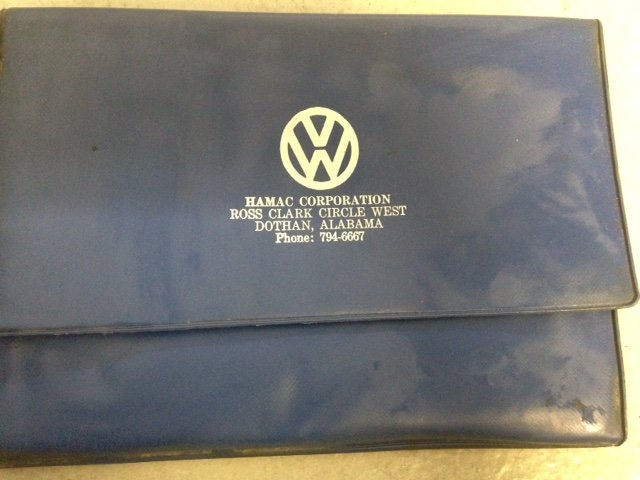 HAMAC CORPORATION
ROSS CLARK CIRCLE WEST
DOTHAN, ALABAMA
Phone: 794-6667